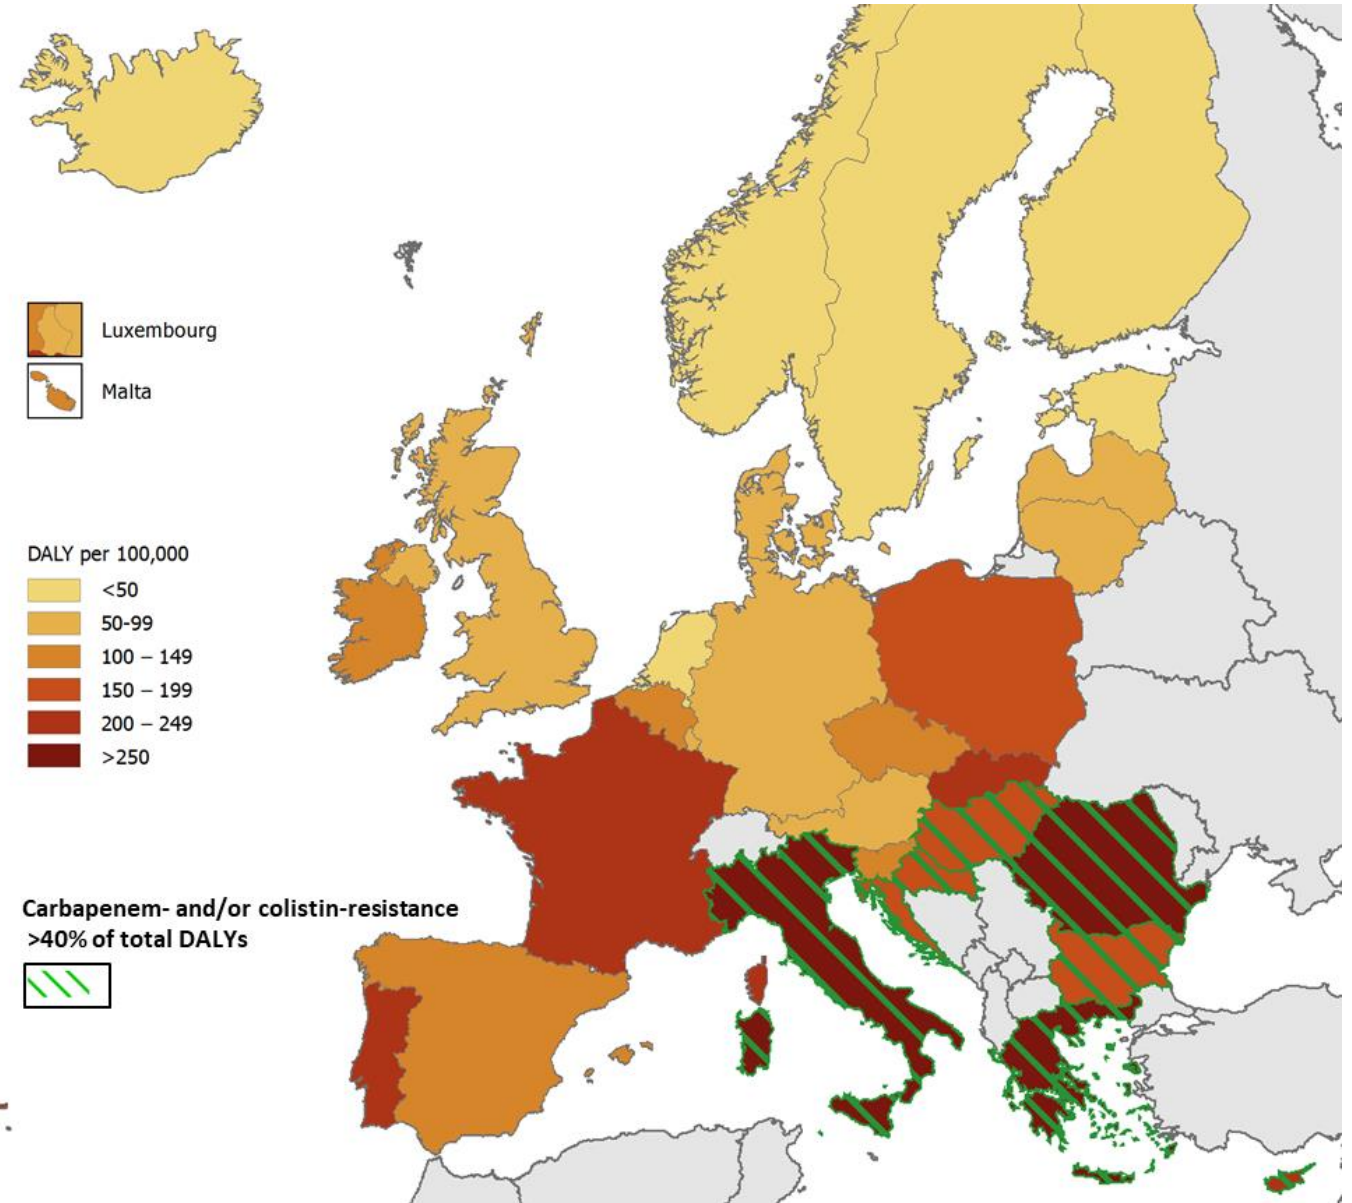 Luxembourg
Malta
DALY per 100,000
<50
50-99
100 – 149
150 – 199
200 – 249
>250
Carbapenem- and/or colistin-resistance
>40% of total DALYs